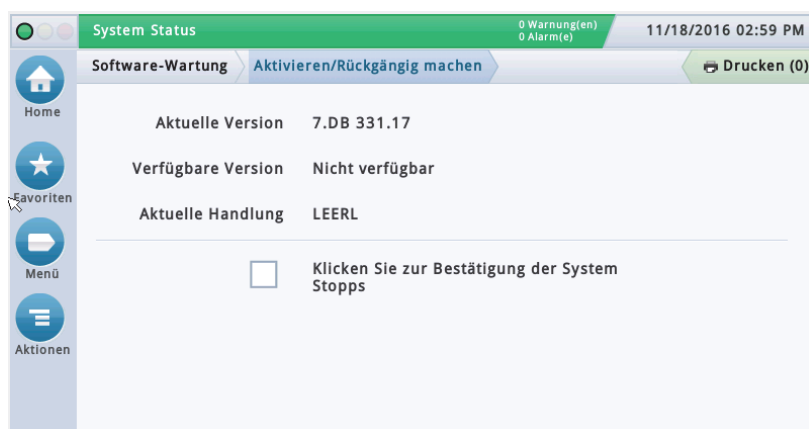 System Status
0 Warnung(en)
0 Alarm(e)
11/18/2016 02:59 PM
Software-Wartung
Aktivieren/Rückgängig machen
Drucken (0)
Home
Favoriten
Menü
Aktionen
Aktuelle Version 7.DB 331.17
Verfügbare Version Nicht verfügbar
Aktuelle Handlung LEERL
Klicken Sie zur Bestätigung der System
Stopps